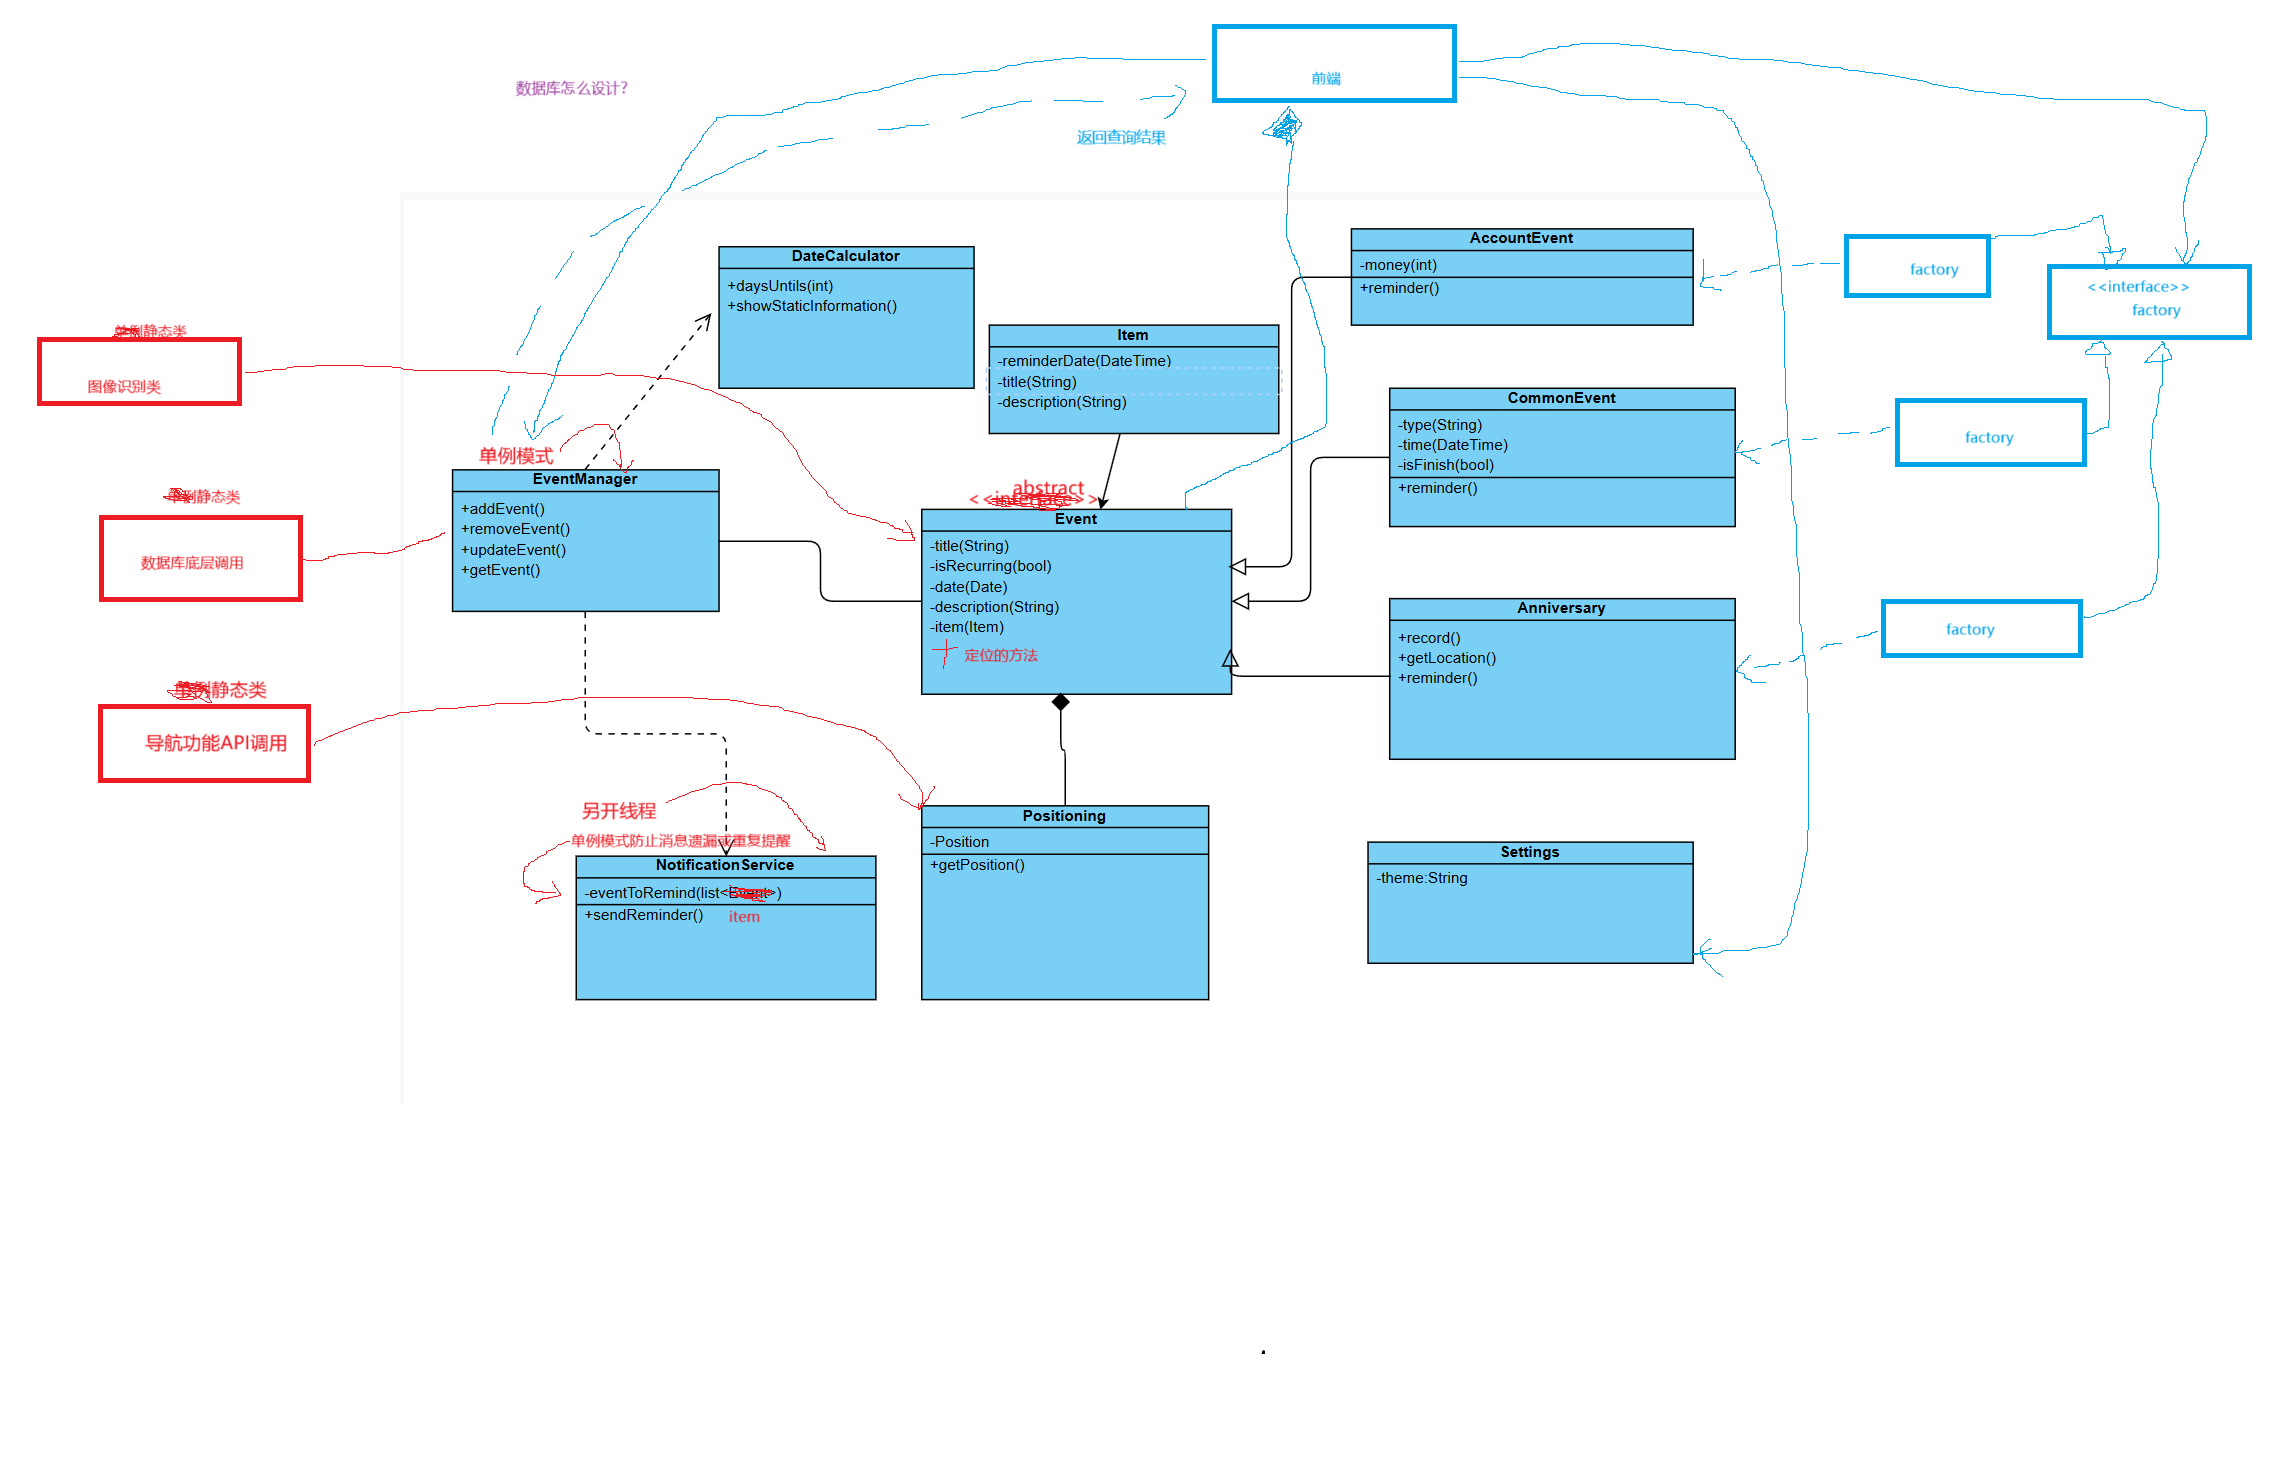 前端
数据库怎么设计?
返回查询结果
AccountEvent
-money(int)
+reminder()
factory
<<interface>>
factory
DateCalculator
+daysUntils(int)
+showStaticInformation()
Item
-reminderDate(DateTime)
-title(String)
-description(String)
静态类
图像识别类
CommonEvent
-type(String)
-time(DateTime)
-isFinish(bool)
+reminder()
factory
单例模式
EventManager
+addEvent()
+removeEvent()
+updateEvent()
+getEvent()
静态类
数据库底层调用
abstract
<<interface>>
Event
-title(String)
-isRecurring(bool)
-date(Date)
-description(String)
-item(Item)
+ 定位的方法
Anniversary
+record()
+getLocation()
+reminder()
factory
静态类
导航功能API调用
另开线程
单例模式防止消息遗漏或重复提醒
NotificationService
-eventToRemind(list<Event>)
+sendReminder()
item
Positioning
-Position
+getPosition()
Settings
-theme:String